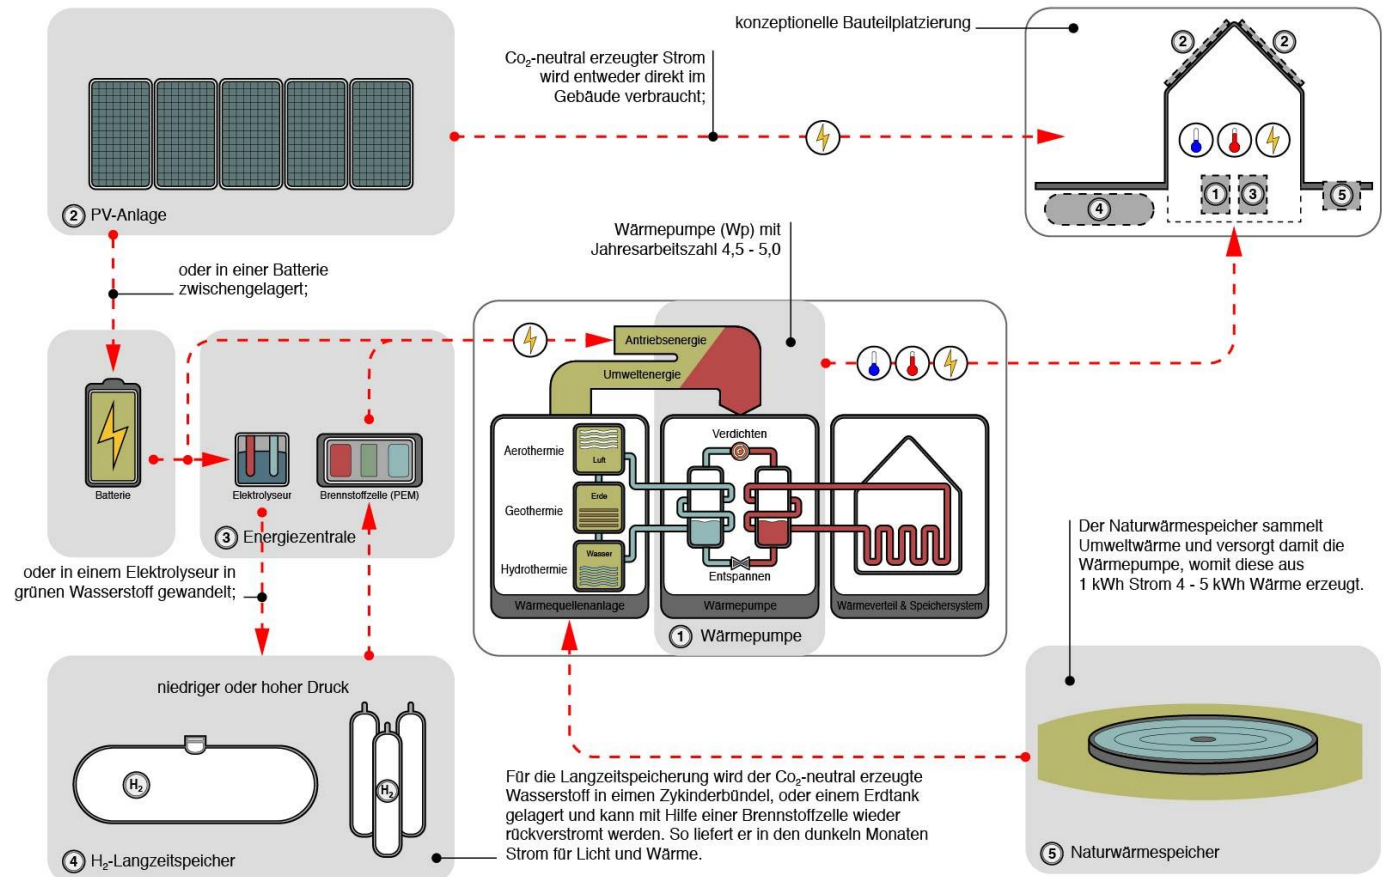 konzeptionelle Bauteilplatzierung
2
2
1
3
4
5
Co₂-neutral erzeugter Strom
wird entweder direkt im
Gebäude verbraucht;
2 PV-Anlage
oder in einer Batterie
zwischengelagert;
Wärmepumpe (Wp) mit
Jahresarbeitszahl 4,5 - 5,0
Batterie
Elektrolyseur
Brennstoffzelle (PEM)
3 Energiezentrale
oder in einem Elektrolyseur in
grünen Wasserstoff gewandelt;
Antriebsenergie
Umweltenergie
Aerothermie
Luft
Geothermie
Erde
Hydrothermie
Wasser
Wärmequellenanlage
Verdichten
Entspannen
Wärmepumpe
Wärmeverteil & Speichersystem
1 Wärmepumpe
Der Naturwärmespeicher sammelt
Umweltwärme und versorgt damit die
Wärmepumpe, womit diese aus
1 kWh Strom 4 - 5 kWh Wärme erzeugt.
niedriger oder hoher Druck
H₂
H₂
4 H₂-Langzeitspeicher
Für die Langzeitspeicherung wird der Co₂-neutral erzeugte
Wasserstoff in eimen Zykinderbündel, oder einem Erdtank
gelagert und kann mit Hilfe einer Brennstoffzelle wieder
rückverstromt werden. So liefert er in den dunkeln Monaten
Strom für Licht und Wärme.
5 Naturwärmespeicher